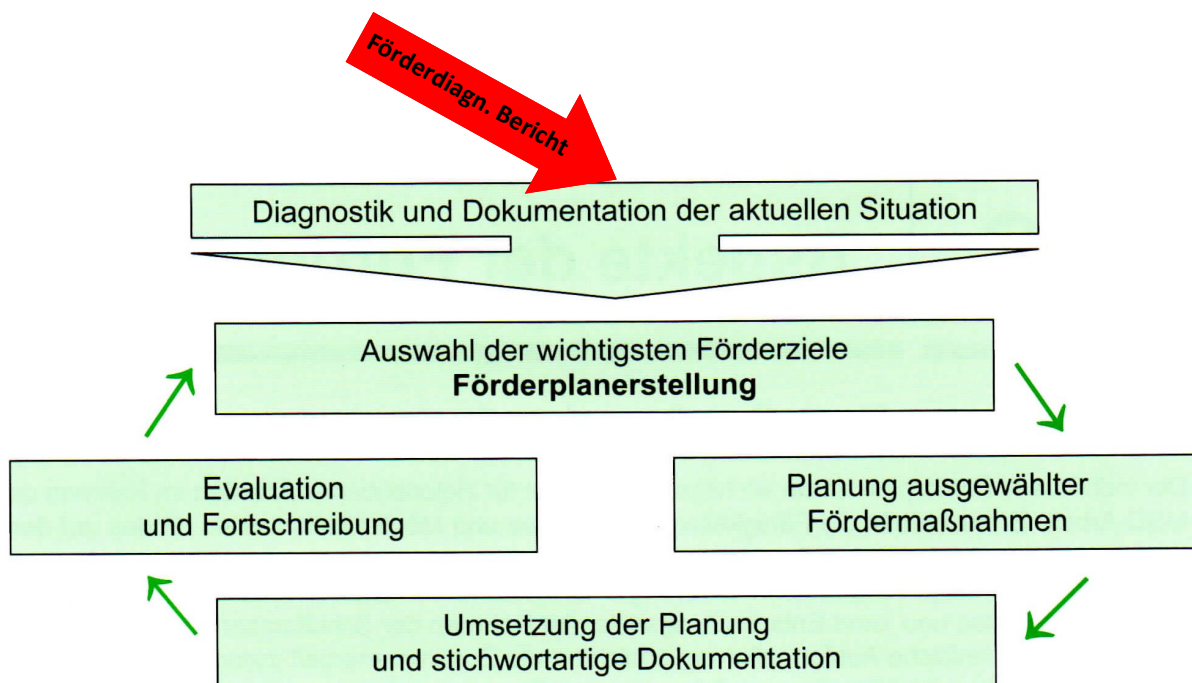 Förderdiagn. Bericht
Diagnostik und Dokumentation der aktuellen Situation
Auswahl der wichtigsten Förderziele
Förderplanerstellung
Evaluation
und Fortschreibung
Planung ausgewählter
Fördermaßnahmen
Umsetzung der Planung
und stichwortartige Dokumentation